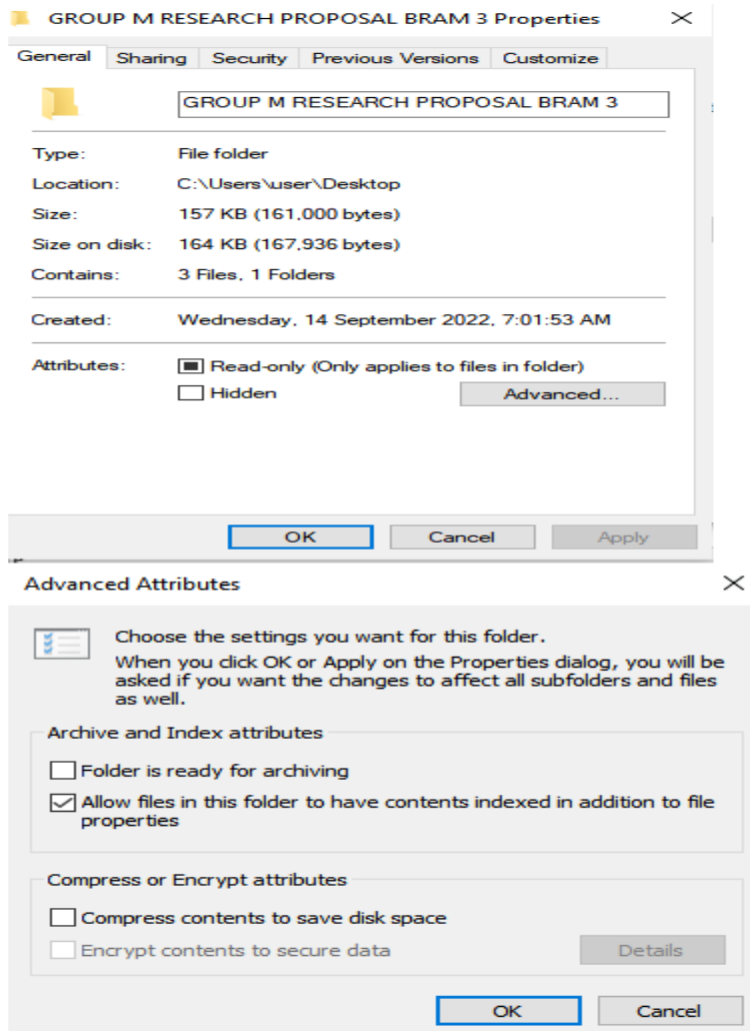 GROUP M RESEARCH PROPOSAL BRAM 3 Properties
General Sharing Security Previous Versions Customize
GROUP M RESEARCH PROPOSAL BRAM 3
Type: File folder
Location: C:\Users\user\Desktop
Size: 157 KB (161,000 bytes)
Size on disk: 164 KB (167,936 bytes)
Contains: 3 Files, 1 Folders
Created: Wednesday, 14 September 2022, 7:01:53 AM
Attributes: Read-only (Only applies to files in folder)
Hidden Advanced...
OK Cancel Apply
Advanced Attributes
Choose the settings you want for this folder.
When you click OK or Apply on the Properties dialog, you will be
asked if you want the changes to affect all subfolders and files
as well.
Archive and Index attributes
Folder is ready for archiving
Allow files in this folder to have contents indexed in addition to file
properties
Compress or Encrypt attributes
Compress contents to save disk space
Encrypt contents to secure data Details
OK Cancel